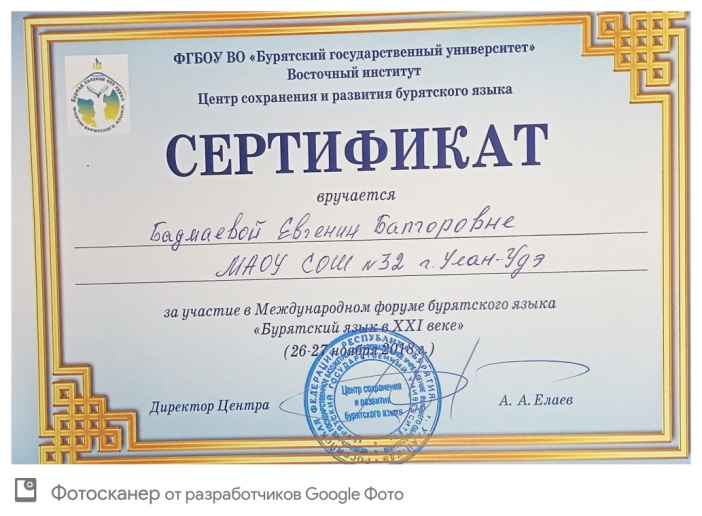 ФГБОУ ВО «Бурятский государственный университет»
Восточный институт
Центр сохранения и развития бурятского языка
СЕРТИФИКАТ
вручается
Бадмаевой Евгении Баторовне
МАОУ СОШ №32 г. Улан-Удэ
за участие в Международном форуме бурятского языка
«Бурятский язык в XXI веке»
(26-27 ноября 2018 г.)
Центр сохранения
и развития
бурятского языка
Директор Центра
А. А. Елаев
Фотосканер от разработчиков Google Фото